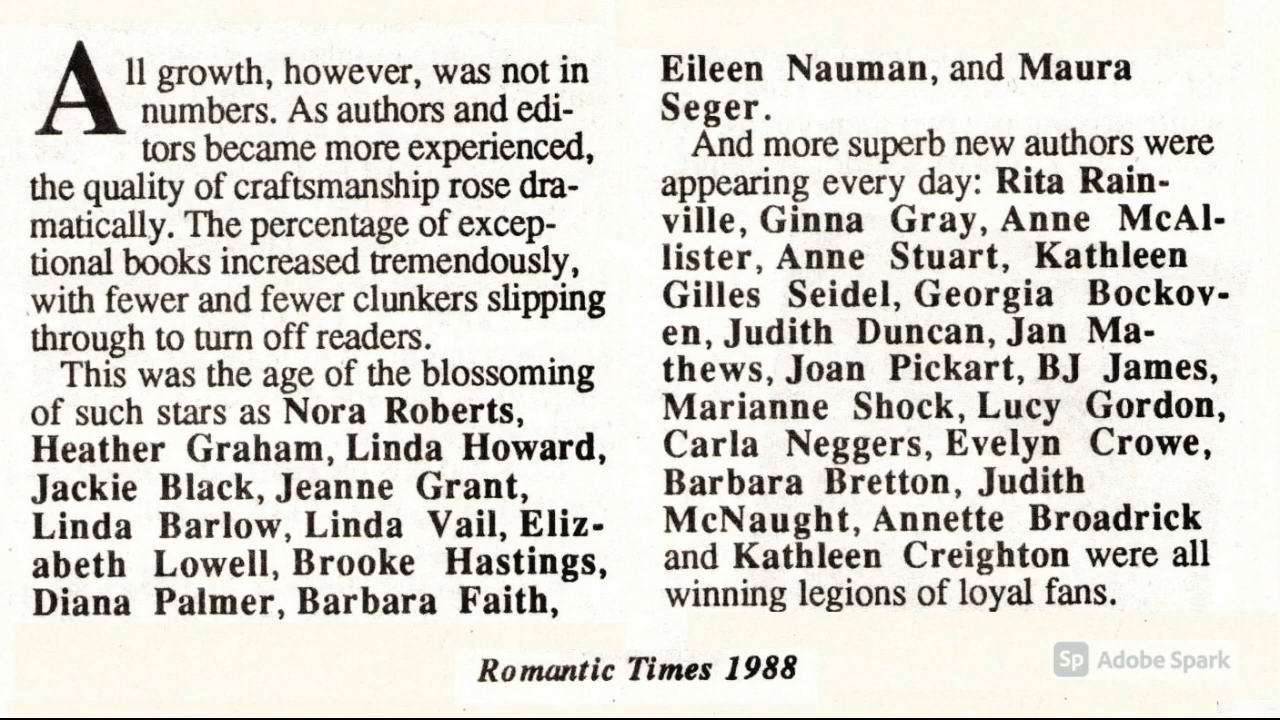 All growth, however, was not in
numbers. As authors and edi-
tors became more experienced,
the quality of craftsmanship rose dra-
matically. The percentage of excep-
tional books increased tremendously,
with fewer and fewer clunkers slipping
through to turn off readers.
This was the age of the blossoming
of such stars as Nora Roberts,
Heather Graham, Linda Howard,
Jackie Black, Jeanne Grant,
Linda Barlow, Linda Vail, Eliz-
abeth Lowell, Brooke Hastings,
Diana Palmer, Barbara Faith,
Eileen Nauman, and Maura
Seger.
And more superb new authors were
appearing every day: Rita Rain-
ville, Ginna Gray, Anne McAl-
lister, Anne Stuart, Kathleen
Gilles Seidel, Georgia Bockov-
en, Judith Duncan, Jan Ma-
thews, Joan Pickart, BJ James,
Marianne Shock, Lucy Gordon,
Carla Neggers, Evelyn Crowe,
Barbara Bretton, Judith
McNaught, Annette Broadrick
and Kathleen Creighton were all
winning legions of loyal fans.
Romantic Times 1988
Sp Adobe Spark